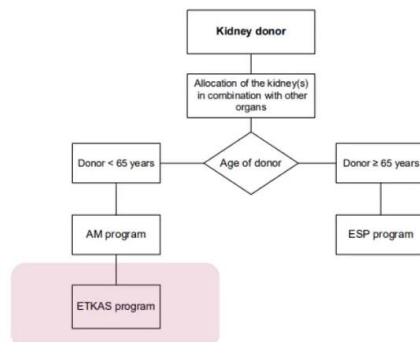 Kidney donor
Allocation of the kidney(s)
in combination with other
organs
Donor < 65 years
Age of donor
Donor ≥ 65 years
AM program
ESP program
ETKAS program